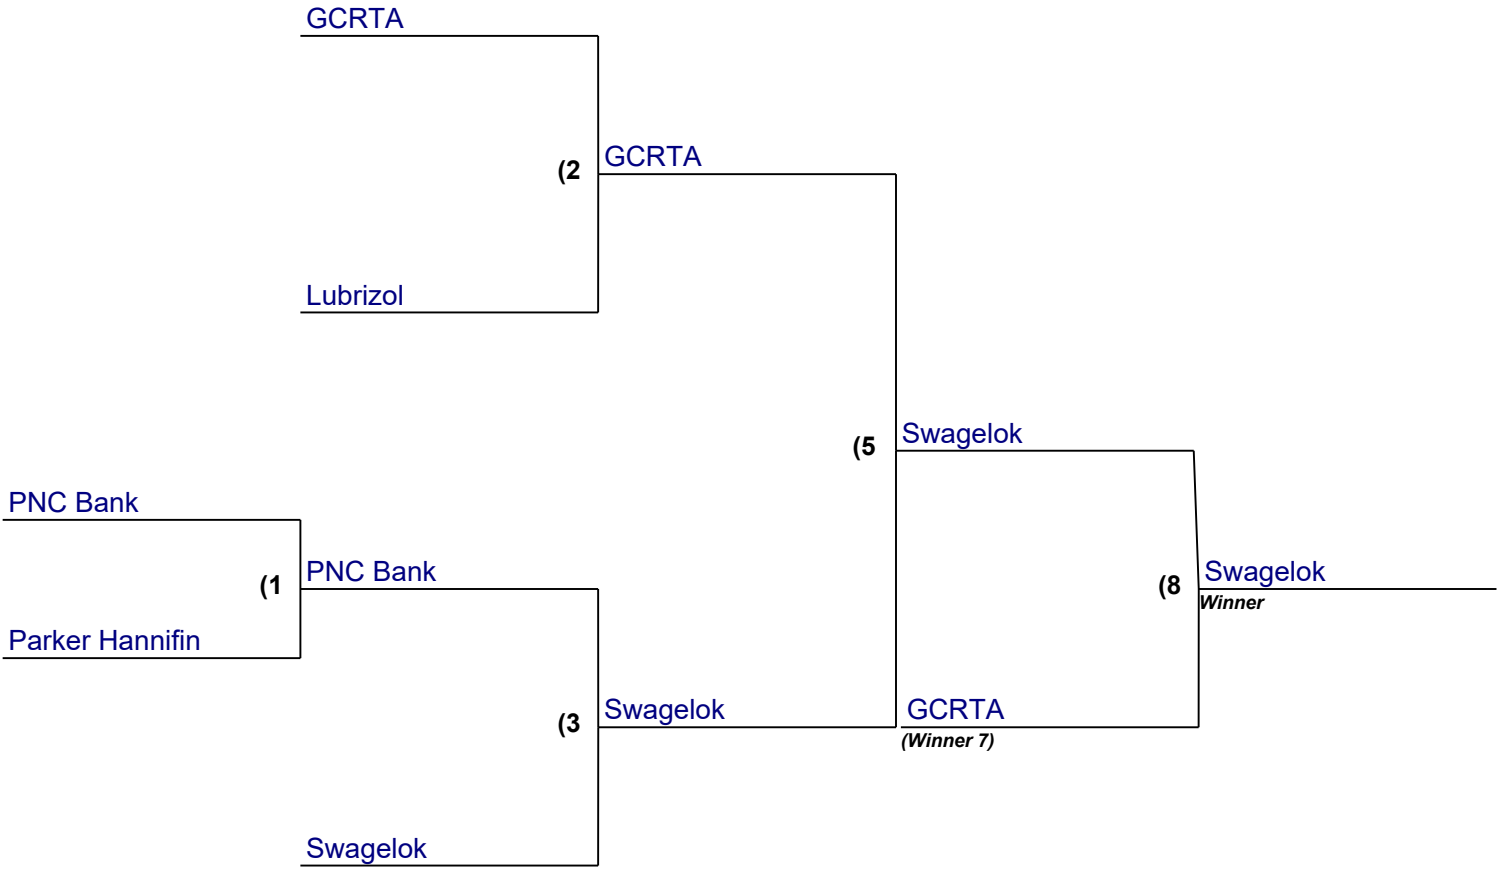 GCRTA
(2
GCRTA
Lubrizol
(5
Swagelok
PNC Bank
(1
PNC Bank
(8
Swagelok
Winner
Parker Hannifin
(3
Swagelok
GCRTA
(Winner 7)
Swagelok